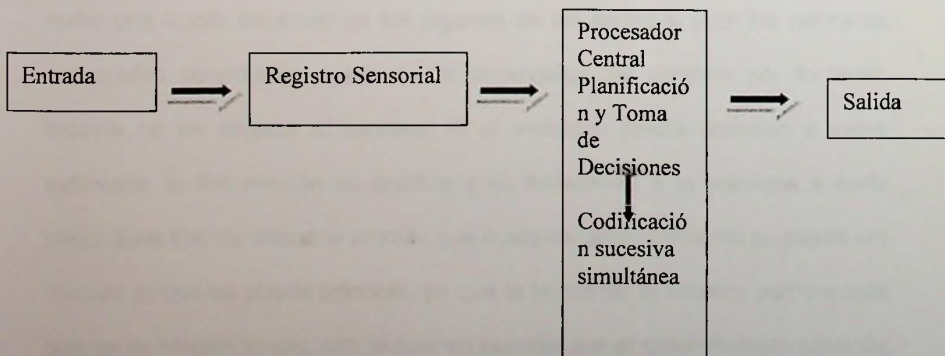 Entrada
Registro Sensorial
Procesador
Central
Planificació
n y Toma
de
Decisiones
Codificació
n sucesiva
simultánea
Salida